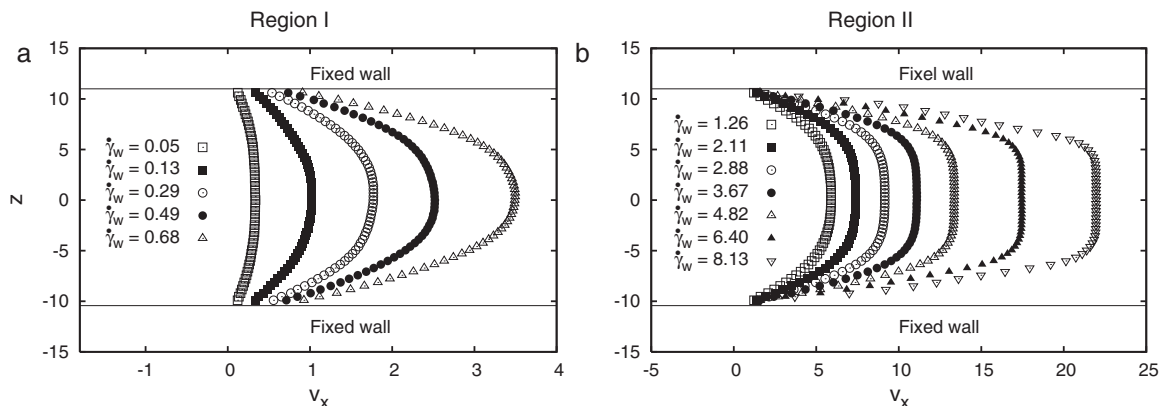 Region I
Region II
a
b
15
10
5
0
-5
-10
-15
z
Fixed wall
γ̇w = 0.05
γ̇w = 0.13
γ̇w = 0.29
γ̇w = 0.49
γ̇w = 0.68
Fixed wall
-1 0 1 2 3 4
vx
15
10
5
0
-5
-10
-15
Fixel wall
γ̇w = 1.26
γ̇w = 2.11
γ̇w = 2.88
γ̇w = 3.67
γ̇w = 4.82
γ̇w = 6.40
γ̇w = 8.13
Fixed wall
-5 0 5 10 15 20 25
vx